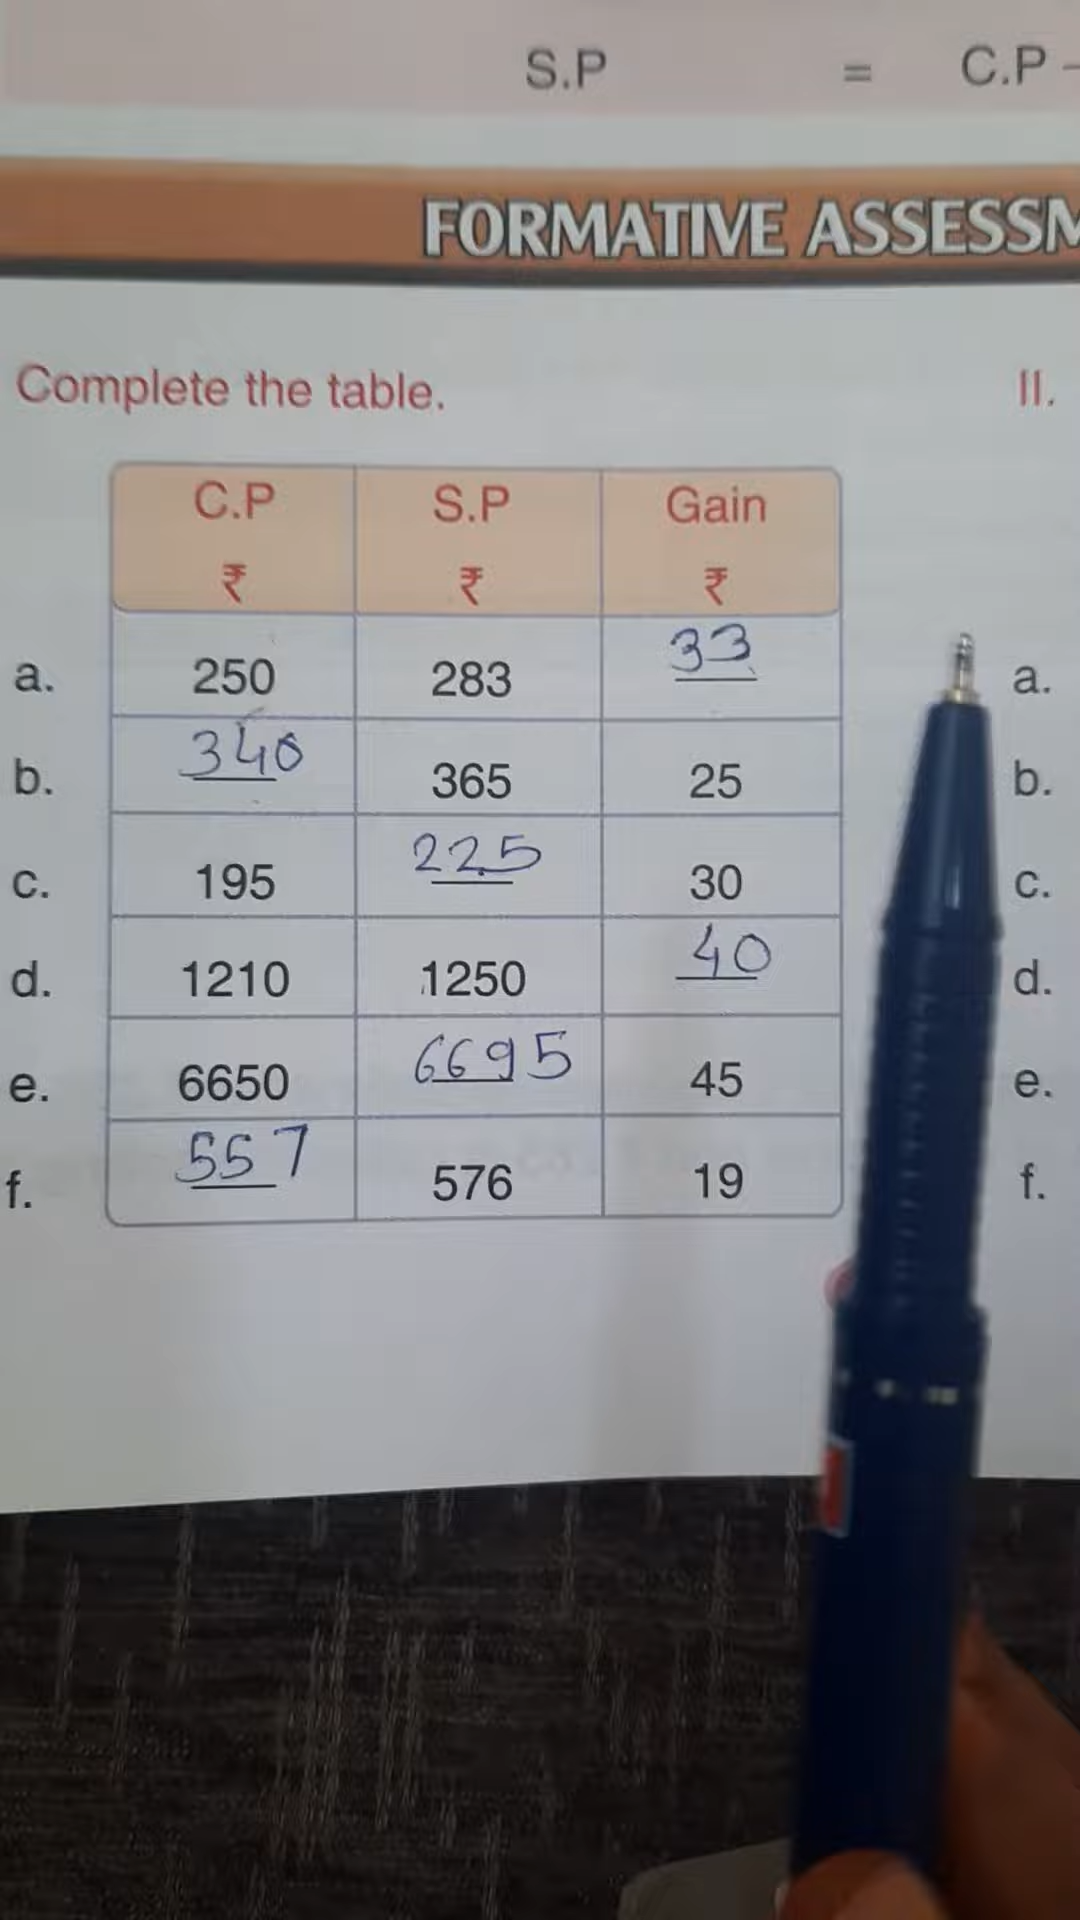 S.P = C.P -
FORMATIVE ASSESSM
Complete the table.
II.
C.P S.P Gain
₹ ₹ ₹
a. 250 283 33 a.
b. 340 365 25 b.
c. 195 225 30 c.
d. 1210 1250 40 d.
e. 6650 6695 45 e.
f. 557 576 19 f.